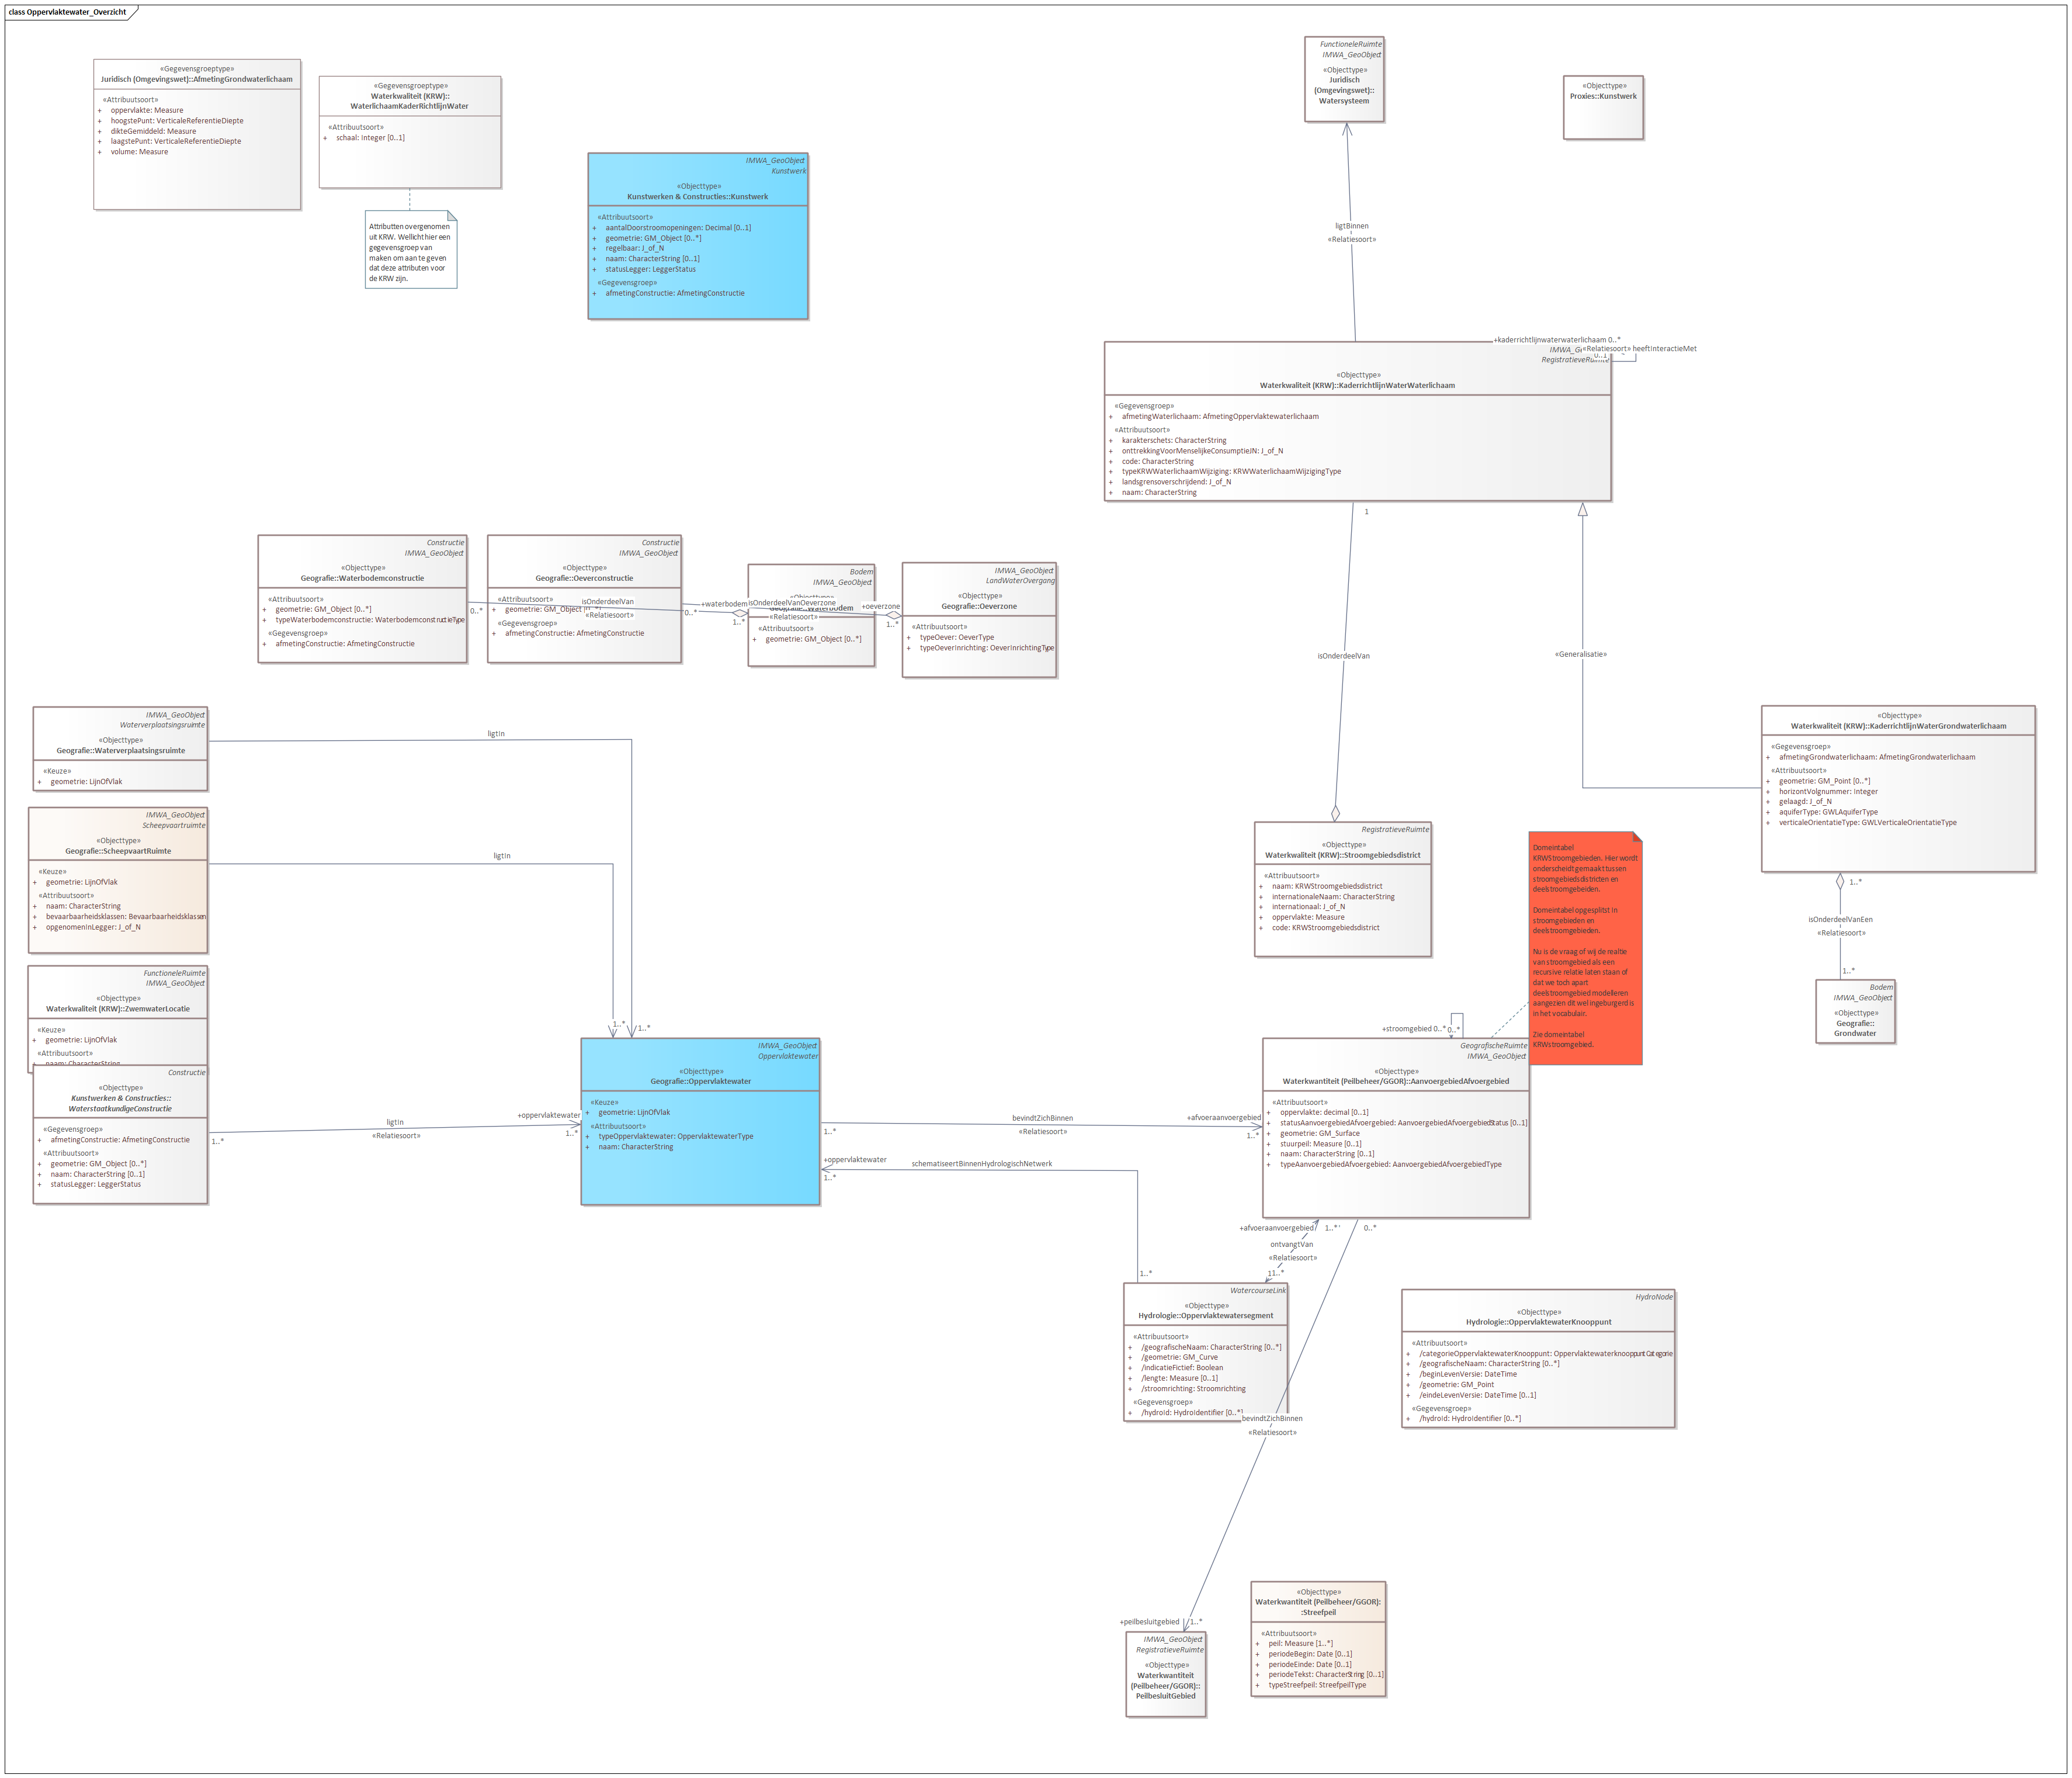 class Oppervlaktewater_Overzicht
«Gegevensgroeptype»
Juridisch (Omgevingswet)::AfmetingGrondwaterlichaam
«Attribuutsoort»
+ oppervlakte: Measure
+ hoogstePunt: VerticaleReferentieDiepte
+ dikteGemiddeld: Measure
+ laagstePunt: VerticaleReferentieDiepte
+ volume: Measure
«Gegevensgroeptype»
Waterkwaliteit (KRW)::
WaterlichaamKaderRichtlijnWater
«Attribuutsoort»
+ schaal: Integer [0..1]
Attributten overgenomen
uit KRW. Wellicht hier een
gegevensgroep van
maken om aan te geven
dat deze attributen voor
de KRW zijn.
IMWA_GeoObject
Kunstwerk
«Objecttype»
Kunstwerken & Constructies::Kunstwerk
«Attribuutsoort»
+ aantalDoorstroomopeningen: Decimal [0..1]
+ geometrie: GM_Object [0..*]
+ regelbaar: J_of_N
+ naam: CharacterString [0..1]
+ statusLegger: LeggerStatus
«Gegevensgroep»
+ afmetingConstructie: AfmetingConstructie
FunctioneleRuimte
IMWA_GeoObject
«Objecttype»
Juridisch
(Omgevingswet)::
Watersysteem
«Objecttype»
Proxies::Kunstwerk
ligtBinnen
«Relatiesoort»
+kaderrichtlijnwaterwaterlichaam 0..*
«Relatiesoort» heeftInteractieMet
0..1
RegistratieveRuimte
«Objecttype»
Waterkwaliteit (KRW)::KaderrichtlijnWaterWaterlichaam
«Gegevensgroep»
+ afmetingWaterlichaam: AfmetingOppervlaktewaterlichaam
«Attribuutsoort»
+ karakterschets: CharacterString
+ onttrekkingVoorMenselijkeConsumptieJN: J_of_N
+ code: CharacterString
+ typeKRWWaterlichaamWijziging: KRWWaterlichaamWijzigingType
+ landsgrensoverschrijdend: J_of_N
+ naam: CharacterString
1
isOnderdeelVan
«Generalisatie»
Constructie
IMWA_GeoObject
«Objecttype»
Geografie::Waterbodemconstructie
«Attribuutsoort»
+ geometrie: GM_Object [0..*]
+ typeWaterbodemconstructie: WaterbodemconstructieType
«Gegevensgroep»
+ afmetingConstructie: AfmetingConstructie
0..*
Constructie
IMWA_GeoObject
«Objecttype»
Geografie::Oeverconstructie
«Attribuutsoort»
+ geometrie: GM_Object [0..*]
«Gegevensgroep»
+ afmetingConstructie: AfmetingConstructie
isOnderdeelVan
«Relatiesoort»
0..*
+waterbodem
1..*
isOnderdeelVanOeverzone
«Relatiesoort»
Bodem
IMWA_GeoObject
«Objecttype»
Geografie::Waterbodem
«Attribuutsoort»
+ geometrie: GM_Object [0..*]
+oeverzone
1..*
IMWA_GeoObject
LandWaterOvergang
«Objecttype»
Geografie::Oeverzone
«Attribuutsoort»
+ typeOever: OeverType
+ typeOeverInrichting: OeverinrichtingType
IMWA_GeoObject
Waterverplaatsingsruimte
«Objecttype»
Geografie::Waterverplaatsingsruimte
«Keuze»
+ geometrie: LijnOfVlak
ligtIn
IMWA_GeoObject
Scheepvaartruimte
«Objecttype»
Geografie::ScheepvaartRuimte
«Keuze»
+ geometrie: LijnOfVlak
«Attribuutsoort»
+ naam: CharacterString
+ bevaarbaarheidsklassen: Bevaarbaarheidsklassen
+ opgenomenInLegger: J_of_N
ligtIn
FunctioneleRuimte
IMWA_GeoObject
«Objecttype»
Waterkwaliteit (KRW)::ZwemwaterLocatie
«Keuze»
+ geometrie: LijnOfVlak
«Attribuutsoort»
+ naam: CharacterString
Constructie
«Objecttype»
Kunstwerken & Constructies::
WaterstaatkundigeConstructie
«Gegevensgroep»
+ afmetingConstructie: AfmetingConstructie
«Attribuutsoort»
+ geometrie: GM_Object [0..*]
+ naam: CharacterString [0..1]
+ statusLegger: LeggerStatus
1..*
ligtIn
«Relatiesoort»
+oppervlaktewater
1..*
1..*
1..*
IMWA_GeoObject
Oppervlaktewater
«Objecttype»
Geografie::Oppervlaktewater
«Keuze»
+ geometrie: LijnOfVlak
«Attribuutsoort»
+ typeOppervlaktewater: OppervlaktewaterType
+ naam: CharacterString
1..*
bevindtZichBinnen
«Relatiesoort»
+afvoeraanvoergebied
1..*
+oppervlaktewater
1..*
schematiseertBinnenHydrologischNetwerk
1..*
RegistratieveRuimte
«Objecttype»
Waterkwaliteit (KRW)::Stroomgebiedsdistrict
«Attribuutsoort»
+ naam: KRWStroomgebiedsdistrict
+ internationaleNaam: CharacterString
+ internationaal: J_of_N
+ oppervlakte: Measure
+ code: KRWStroomgebiedsdistrict
Domeintabel
KRWStroomgebieden. Hier wordt
onderscheidt gemaakt tussen
stroomgebiedsdistricten en
deelstroomgebeiden.
Domeintabel opgesplitst in
stroomgebieden en
deelstroomgebieden.
Nu is de vraag of wij de realtie
van stroomgebied als een
recursive relatie laten staan of
dat we toch apart
deelstroomgebied modelleren
aangezien dit wel ingeburgerd is
in het vocabulair.
Zie domeintabel
KRWstroomgebied.
«Objecttype»
Waterkwaliteit (KRW)::KaderrichtlijnWaterGrondwaterlichaam
«Gegevensgroep»
+ afmetingGrondwaterlichaam: AfmetingGrondwaterlichaam
«Attribuutsoort»
+ geometrie: GM_Point [0..*]
+ horizontVolgnummer: Integer
+ gelaagd: J_of_N
+ aquiferType: GWLAquiferType
+ verticaleOrientatieType: GWLVerticaleOrientatieType
1..*
isOnderdeelVanEen
«Relatiesoort»
1..*
Bodem
IMWA_GeoObject
«Objecttype»
Geografie::
Grondwater
+stroomgebied 0..*
0..*
GeografischeRuimte
IMWA_GeoObject
«Objecttype»
Waterkwantiteit (Peilbeheer/GGOR)::AanvoergebiedAfvoergebied
«Attribuutsoort»
+ oppervlakte: decimal [0..1]
+ statusAanvoergebiedAfvoergebied: AanvoergebiedAfvoergebiedStatus [0..1]
+ geometrie: GM_Surface
+ stuurpeil: Measure [0..1]
+ naam: CharacterString [0..1]
+ typeAanvoergebiedAfvoergebied: AanvoergebiedAfvoergebiedType
+afvoeraanvoergebied
1..*
0..*
ontvangtVan
«Relatiesoort»
1..*
WatercourseLink
«Objecttype»
Hydrologie::Oppervlaktewatersegment
«Attribuutsoort»
+ /geografischeNaam: CharacterString [0..*]
+ /geometrie: GM_Curve
+ /indicatieFictief: Boolean
+ /lengte: Measure [0..1]
+ /stroomrichting: Stroomrichting
«Gegevensgroep»
+ /hydroId: HydroIdentifier [0..*]
bevindtZichBinnen
«Relatiesoort»
HydroNode
«Objecttype»
Hydrologie::OppervlaktewaterKnooppunt
«Attribuutsoort»
+ /categorieOppervlaktewaterKnooppunt: OppervlaktewaterknooppuntCategorie
+ /geografischeNaam: CharacterString [0..*]
+ /beginLevenVersie: DateTime
+ /geometrie: GM_Point
+ /eindeLevenVersie: DateTime [0..1]
«Gegevensgroep»
+ /hydroId: HydroIdentifier [0..*]
+peilbesluitgebied
1..*
IMWA_GeoObject
RegistratieveRuimte
«Objecttype»
Waterkwantiteit
(Peilbeheer/GGOR)::
PeilbesluitGebied
«Objecttype»
Waterkwantiteit (Peilbeheer/GGOR):
:Streefpeil
«Attribuutsoort»
+ peil: Measure [1..*]
+ periodeBegin: Date [0..1]
+ periodeEinde: Date [0..1]
+ periodeTekst: CharacterString [0..1]
+ typeStreefpeil: StreefpeilType